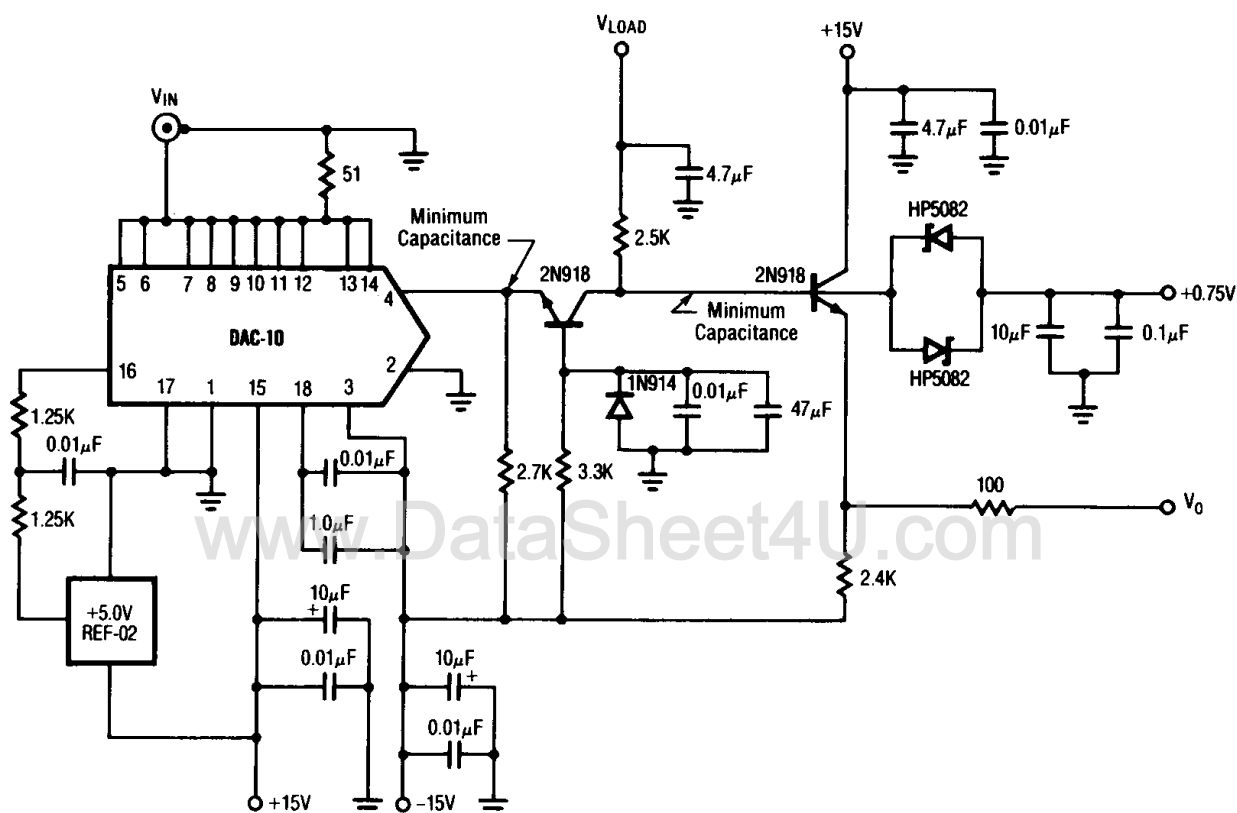 V_LOAD
+15V
V_IN
4.7μF
0.01μF
51
4.7μF
Minimum
Capacitance
2.5K
HP5082
2N918
2N918
5 6 7 8 9 10 11 12 13 14
4
+0.75V
Minimum
Capacitance
DAC-10
10μF
0.1μF
HP5082
16
2
17 1 15 18 3
1N914
0.01μF
47μF
1.25K
0.01μF
0.01μF
2.7K
3.3K
1.25K
100
V_0
www.DataSheet4U.com
1.0μF
2.4K
+5.0V
REF-02
10μF
+
0.01μF
10μF
+
0.01μF
+15V
-15V